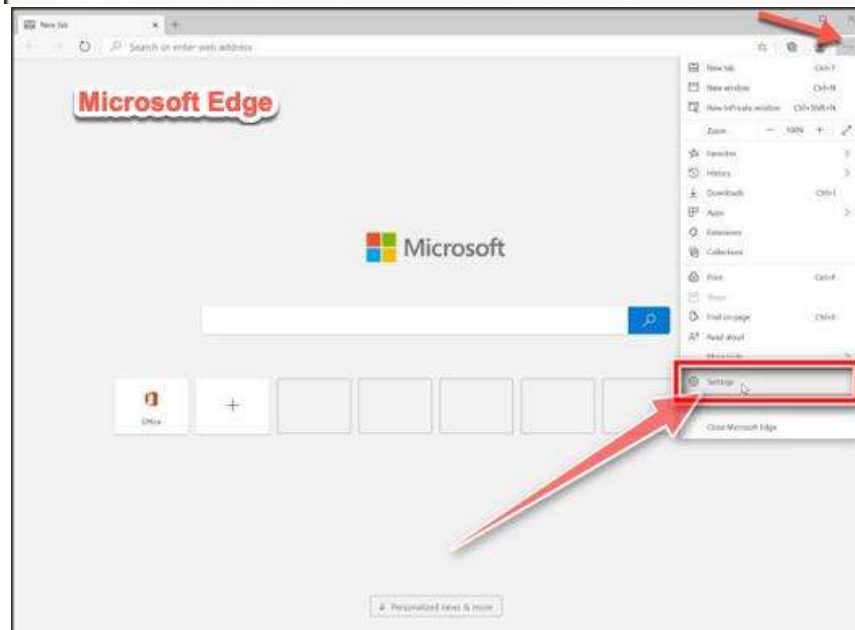 New tab
Search or enter web address
Microsoft Edge
New tab Ctrl+T
New window Ctrl+N
New InPrivate window Ctrl+Shift+N
Zoom - 100% +
Favorites
History
Downloads Ctrl+J
Apps
Extensions
Collections
Print Ctrl+P
Share
Find on page Ctrl+F
Read aloud
More tools
Settings
Close Microsoft Edge
Microsoft
Office
Personalized news & more